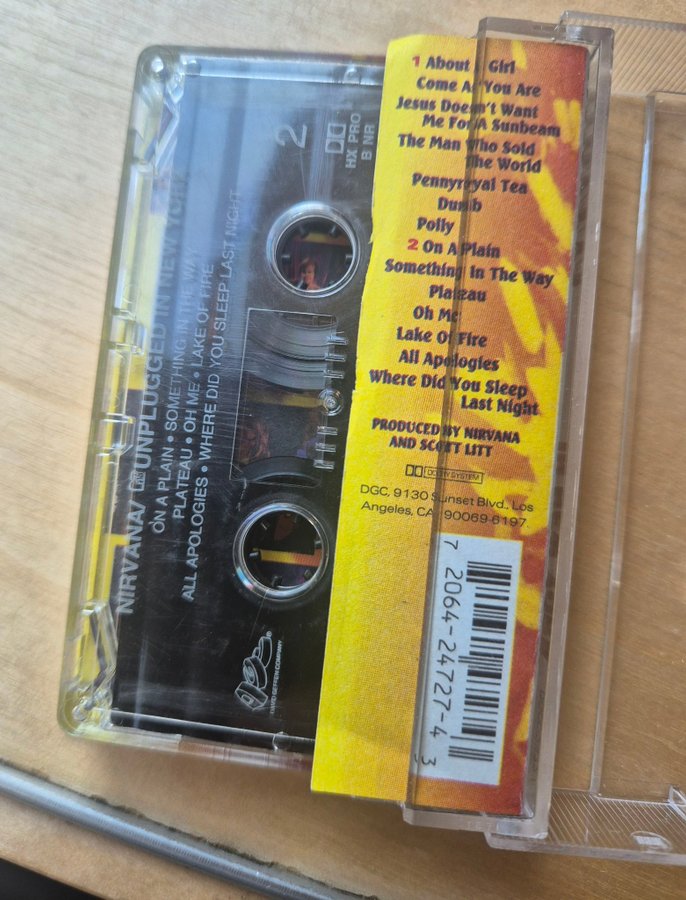 NIRVANA/ UNPLUGGED IN NEW YORK
ON A PLAIN • SOMETHING IN THE WAY
PLATEAU • OH ME • LAKE OF FIRE
ALL APOLOGIES • WHERE DID YOU SLEEP LAST NIGHT
2
HX PRO
B NR
DAVID GEFFEN COMPANY
1 About A Girl
Come As You Are
Jesus Doesn't Want
Me For A Sunbeam
The Man Who Sold
The World
Pennyroyal Tea
Dumb
Polly
2 On A Plain
Something In The Way
Plateau
Oh Me
Lake Of Fire
All Apologies
Where Did You Sleep
Last Night
PRODUCED BY NIRVANA
AND SCOTT LITT
DOLBY SYSTEM
DGC, 9130 Sunset Blvd., Los
Angeles, CA 90069-6197
7 2064-24727-4 3